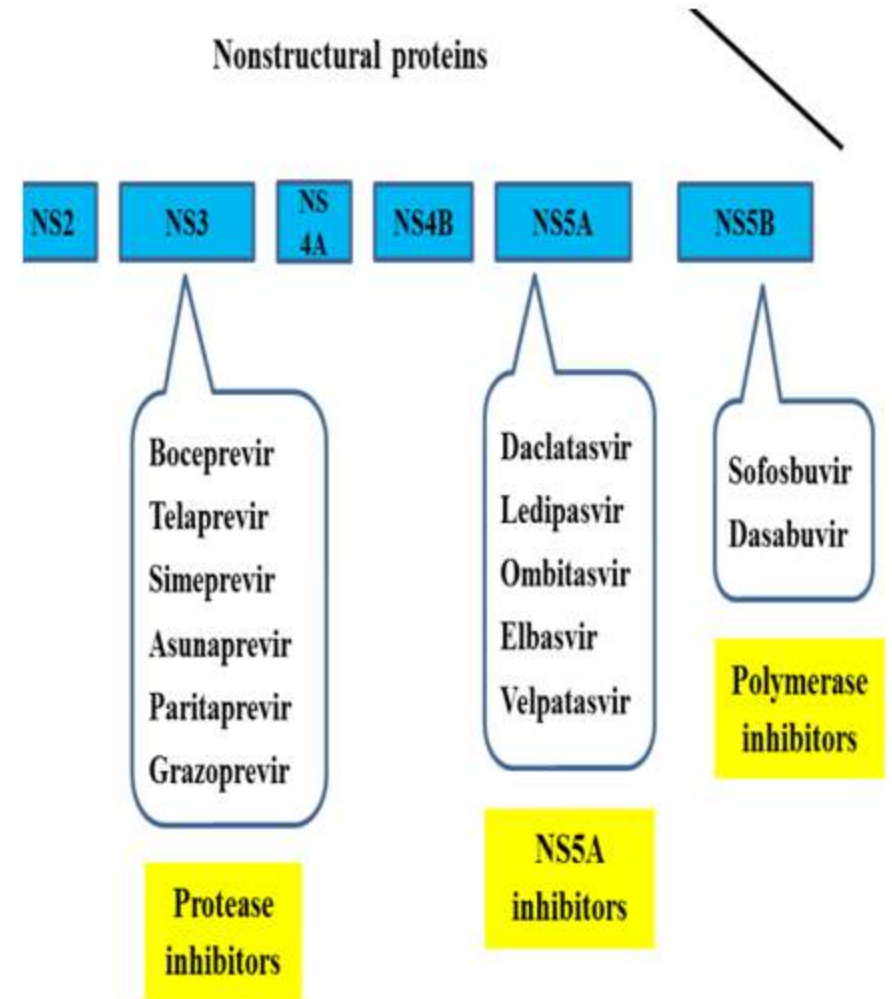 Nonstructural proteins
NS2
NS3
NS
4A
NS4B
NS5A
NS5B
Boceprevir
Telaprevir
Simeprevir
Asunaprevir
Paritaprevir
Grazoprevir
Protease
inhibitors
Daclatasvir
Ledipasvir
Ombitasvir
Elbasvir
Velpatasvir
NS5A
inhibitors
Sofosbuvir
Dasabuvir
Polymerase
inhibitors